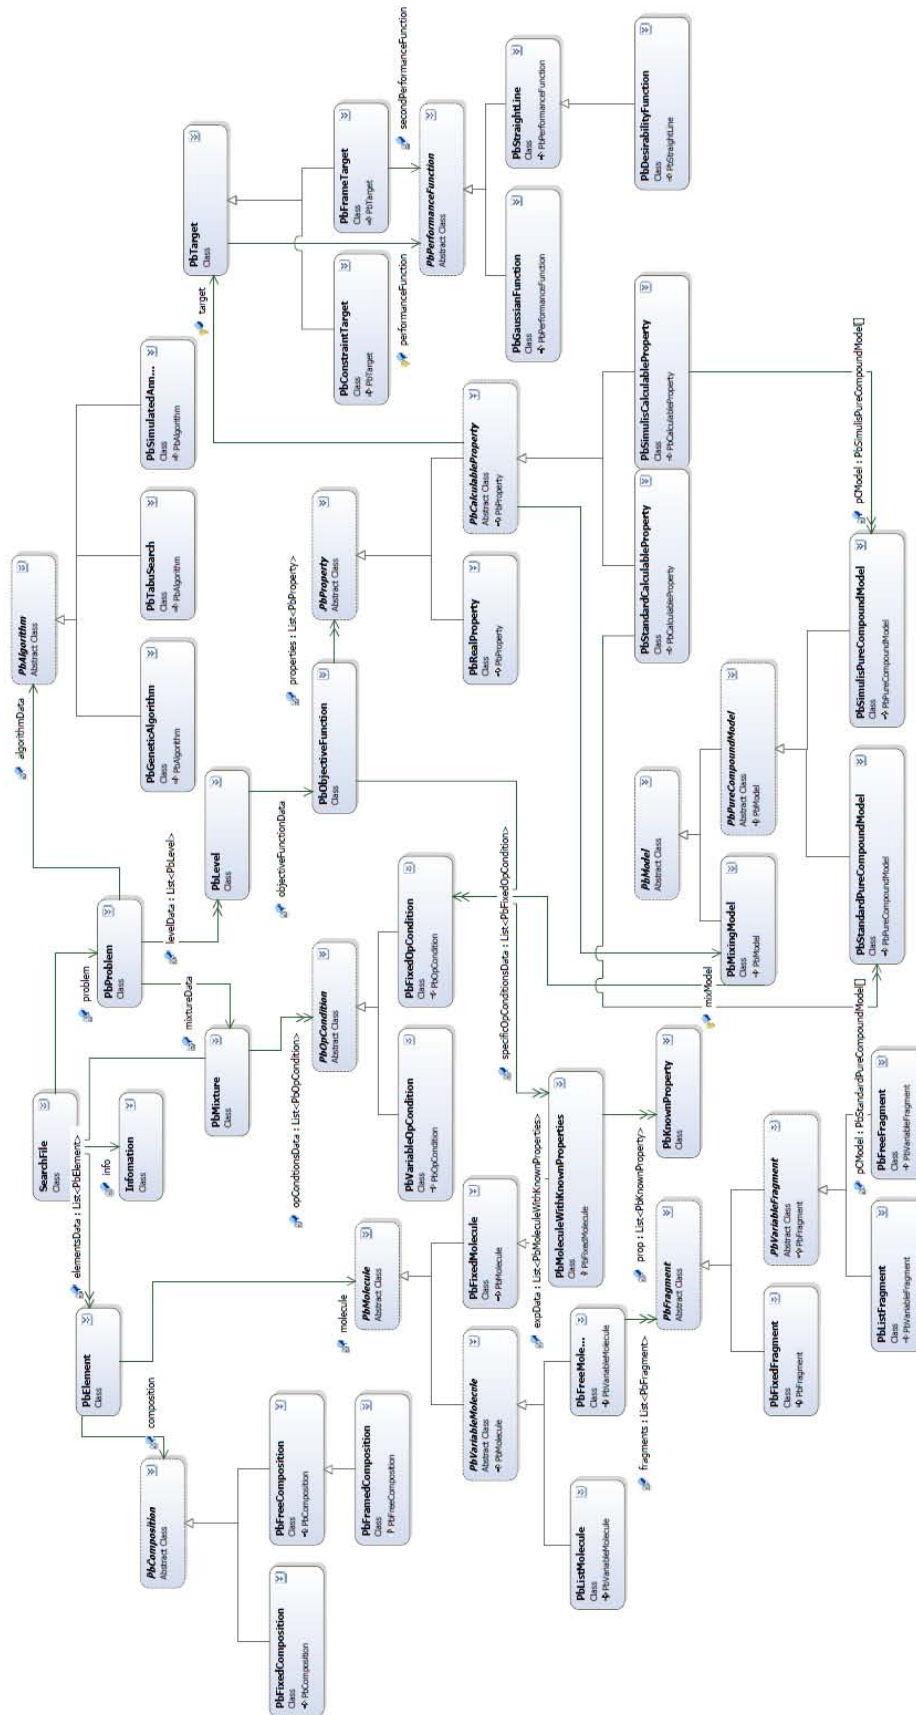 SearchFile
Class
elementsData : List<PbElement>
info
problem
algorithmData
PbElement
Class
Infomation
Class
PbProblem
Class
PbAlgorithm
Abstract Class
composition
mixtureData
levelData : List<PbLevel>
PbComposition
Abstract Class
PbGeneticAlgorithm
Class
PbAlgorithm
PbTabuSearch
Class
PbAlgorithm
PbSimulatedAnn...
Class
PbAlgorithm
target
PbTarget
Class
PbMixture
Class
PbLevel
Class
PbFixedComposition
Class
PbComposition
PbFreeComposition
Class
PbComposition
opConditionsData : List<PbOpCondition>
objectiveFunctionData
properties : List<PbProperty>
molecule
PbFramedComposition
Class
PbFreeComposition
PbMolecule
Abstract Class
PbOpCondition
Abstract Class
PbObjectiveFunction
Class
PbProperty
Abstract Class
PbConstraintTarget
Class
PbTarget
PbFrameTarget
Class
PbTarget
performanceFunction
secondPerformanceFunction
PbVariableOpCondition
Class
PbOpCondition
PbFixedOpCondition
Class
PbOpCondition
PbPerformanceFunction
Abstract Class
PbVariableMolecule
Abstract Class
PbMolecule
PbFixedMolecule
Class
PbMolecule
PbRealProperty
Class
PbProperty
PbCalculableProperty
Abstract Class
PbProperty
specificOpConditionsData : List<PbFixedOpCondition>
PbGaussianFunction
Class
PbPerformanceFunction
PbStraightLine
Class
PbPerformanceFunction
expData : List<PbMoleculeWithKnownProperties>
PbListMolecule
Class
PbVariableMolecule
PbFreeMole...
Class
PbVariableMolecule
PbMoleculeWithKnownProperties
Class
PbFixedMolecule
fragments : List<PbFragment>
prop : List<PbKnownProperty>
PbFragment
Abstract Class
PbKnownProperty
Class
PbModel
Abstract Class
PbStandardCalculableProperty
Class
PbCalculableProperty
PbSimulisCalculableProperty
Class
PbCalculableProperty
PbDesirabilityFunction
Class
PbStraightLine
mixModel
PbFixedFragment
Class
PbFragment
PbVariableFragment
Abstract Class
PbFragment
PbMixingModel
Class
PbModel
PbPureCompoundModel
Abstract Class
PbModel
pCModel : PbStandardPureCompoundModel[]
pCModel : PbSimulisPureCompoundModel[]
PbListFragment
Class
PbVariableFragment
PbFreeFragment
Class
PbVariableFragment
PbStandardPureCompoundModel
Class
PbPureCompoundModel
PbSimulisPureCompoundModel
Class
PbPureCompoundModel